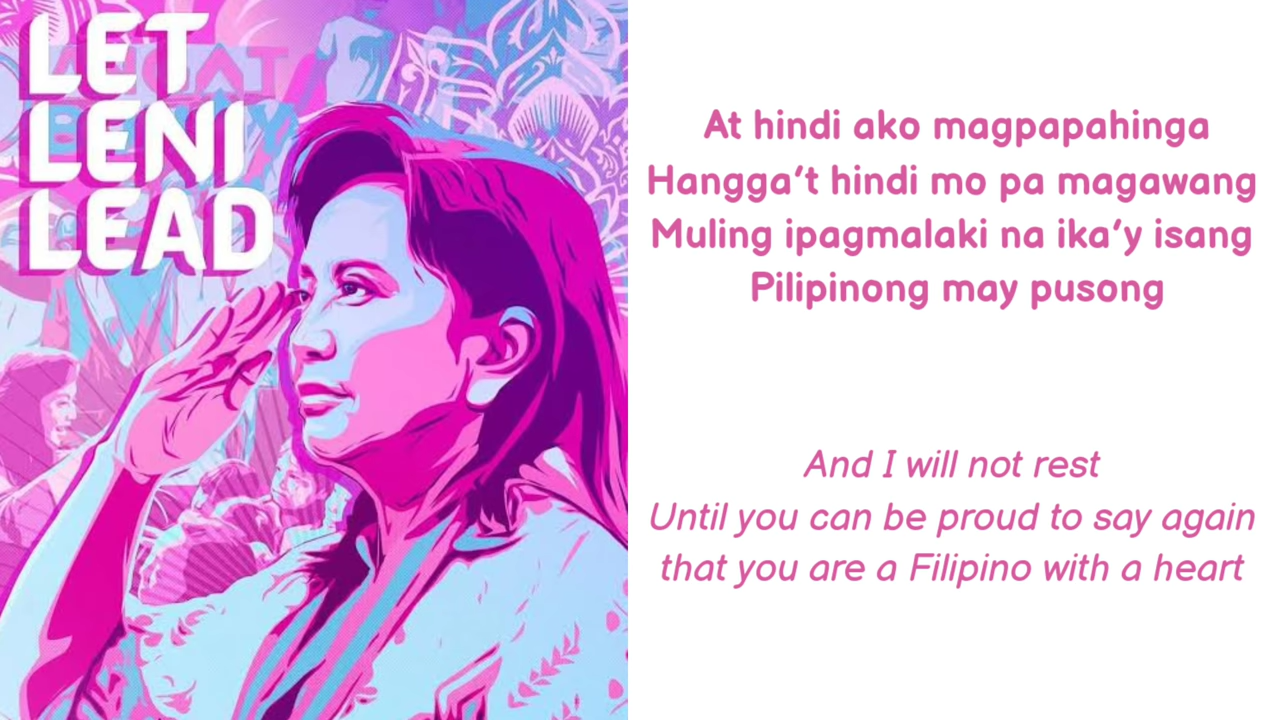 LET
LENI
LEAD
At hindi ako magpapahinga
Hangga't hindi mo pa magawang
Muling ipagmalaki na ika'y isang
Pilipinong may pusong
And I will not rest
Until you can be proud to say again
that you are a Filipino with a heart